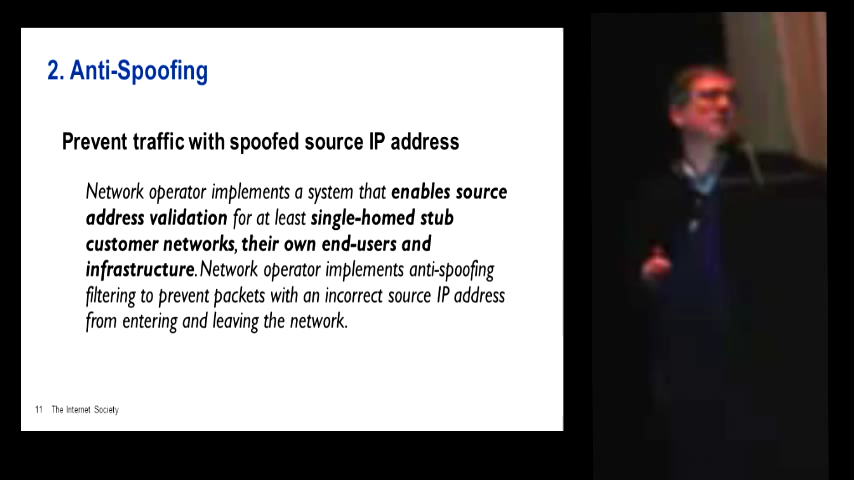 2. Anti-Spoofing
Prevent traffic with spoofed source IP address
Network operator implements a system that enables source
address validation for at least single-homed stub
customer networks, their own end-users and
infrastructure. Network operator implements anti-spoofing
filtering to prevent packets with an incorrect source IP address
from entering and leaving the network.
11 The Internet Society